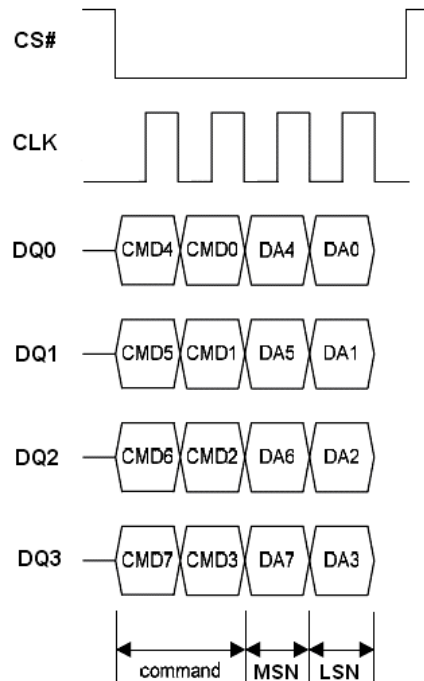 CS#
CLK
DQ0 CMD4 CMD0 DA4 DA0
DQ1 CMD5 CMD1 DA5 DA1
DQ2 CMD6 CMD2 DA6 DA2
DQ3 CMD7 CMD3 DA7 DA3
command MSN LSN